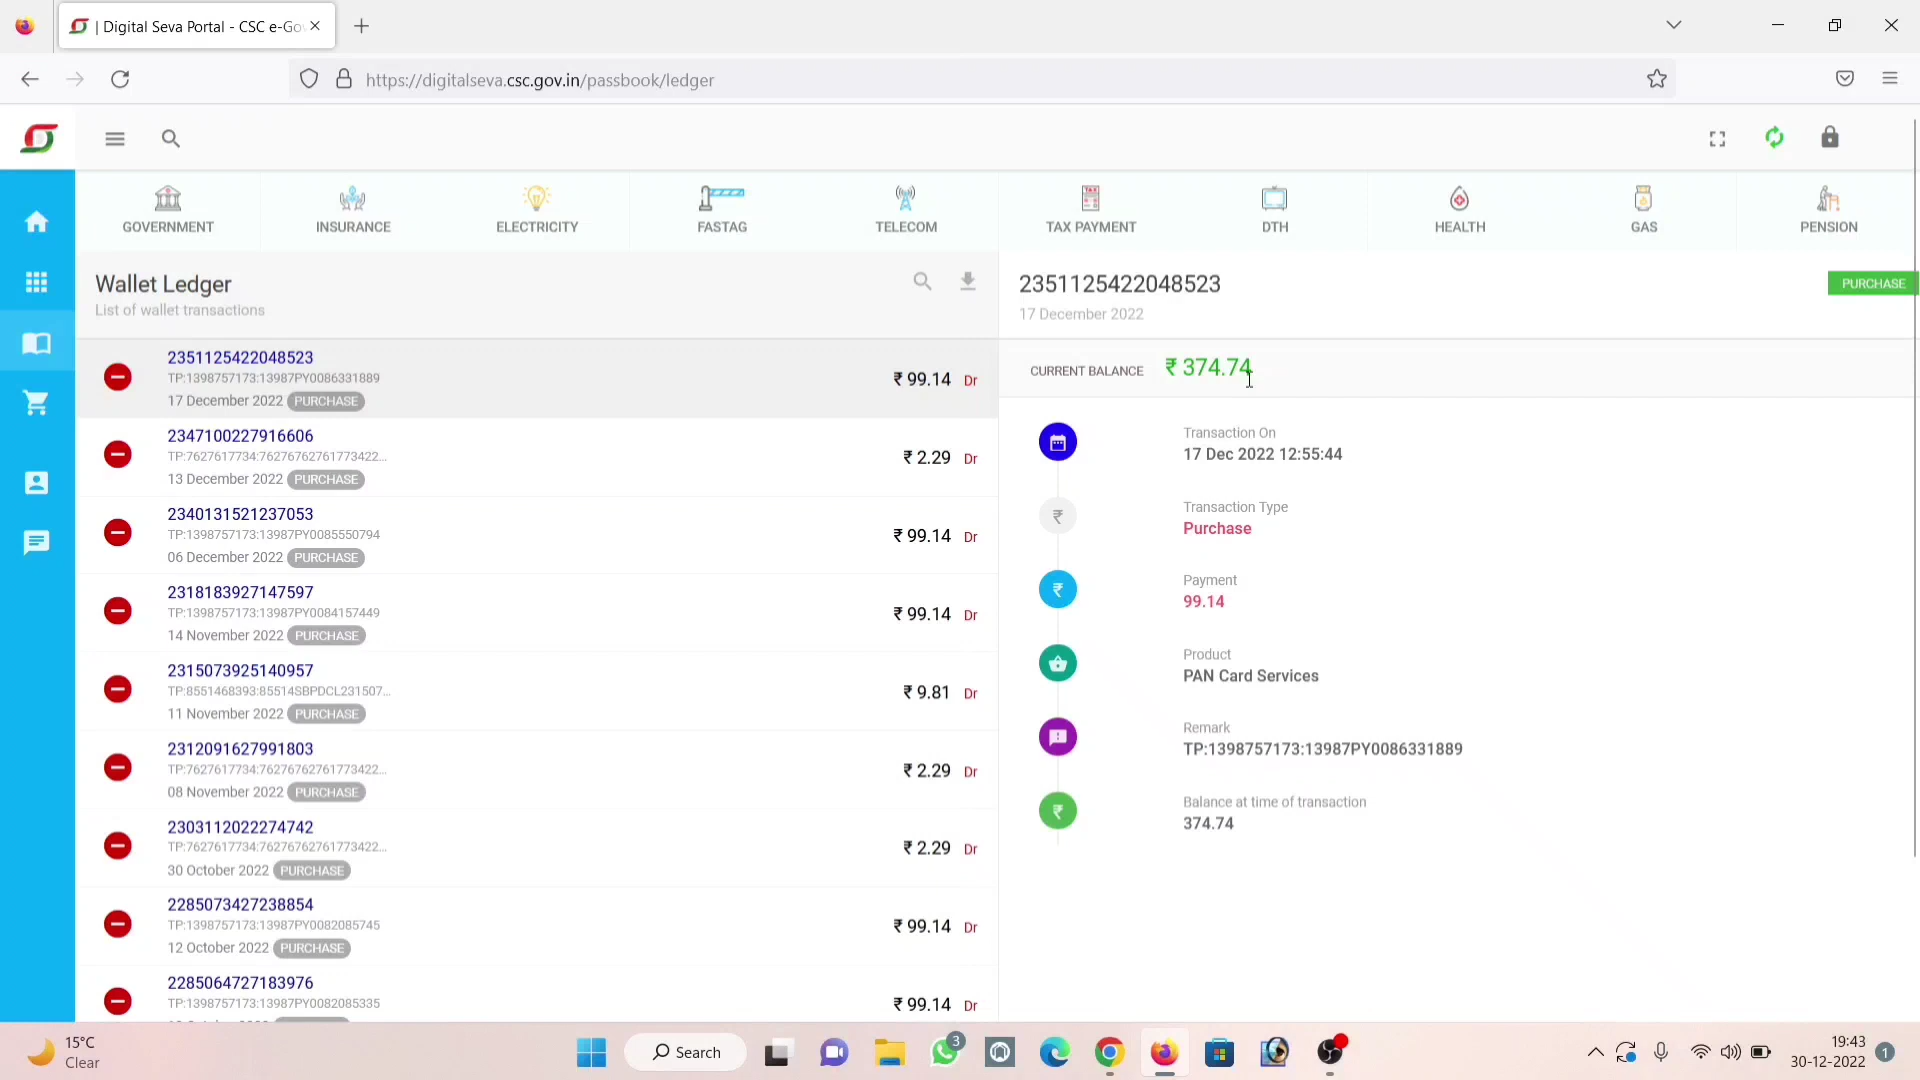 | Digital Seva Portal - CSC e-Go
https://digitalseva.csc.gov.in/passbook/ledger
GOVERNMENT
INSURANCE
ELECTRICITY
FASTAG
TELECOM
TAX PAYMENT
DTH
HEALTH
GAS
PENSION
Wallet Ledger
List of wallet transactions
2351125422048523
TP:1398757173:13987PY0086331889
17 December 2022 PURCHASE
₹ 99.14 Dr
2347100227916606
TP:7627617734:76276762761773422...
13 December 2022 PURCHASE
₹ 2.29 Dr
2340131521237053
TP:1398757173:13987PY0085550794
06 December 2022 PURCHASE
₹ 99.14 Dr
2318183927147597
TP:1398757173:13987PY0084157449
14 November 2022 PURCHASE
₹ 99.14 Dr
2315073925140957
TP:8551468393:85514SBPDCL231507...
11 November 2022 PURCHASE
₹ 9.81 Dr
2312091627991803
TP:7627617734:76276762761773422...
08 November 2022 PURCHASE
₹ 2.29 Dr
2303112022274742
TP:7627617734:76276762761773422...
30 October 2022 PURCHASE
₹ 2.29 Dr
2285073427238854
TP:1398757173:13987PY0082085745
12 October 2022 PURCHASE
₹ 99.14 Dr
2285064727183976
TP:1398757173:13987PY0082085335
₹ 99.14 Dr
2351125422048523
17 December 2022
PURCHASE
CURRENT BALANCE ₹ 374.74
Transaction On
17 Dec 2022 12:55:44
Transaction Type
Purchase
Payment
99.14
Product
PAN Card Services
Remark
TP:1398757173:13987PY0086331889
Balance at time of transaction
374.74
15°C
Clear
Search
3
19:43
30-12-2022
1